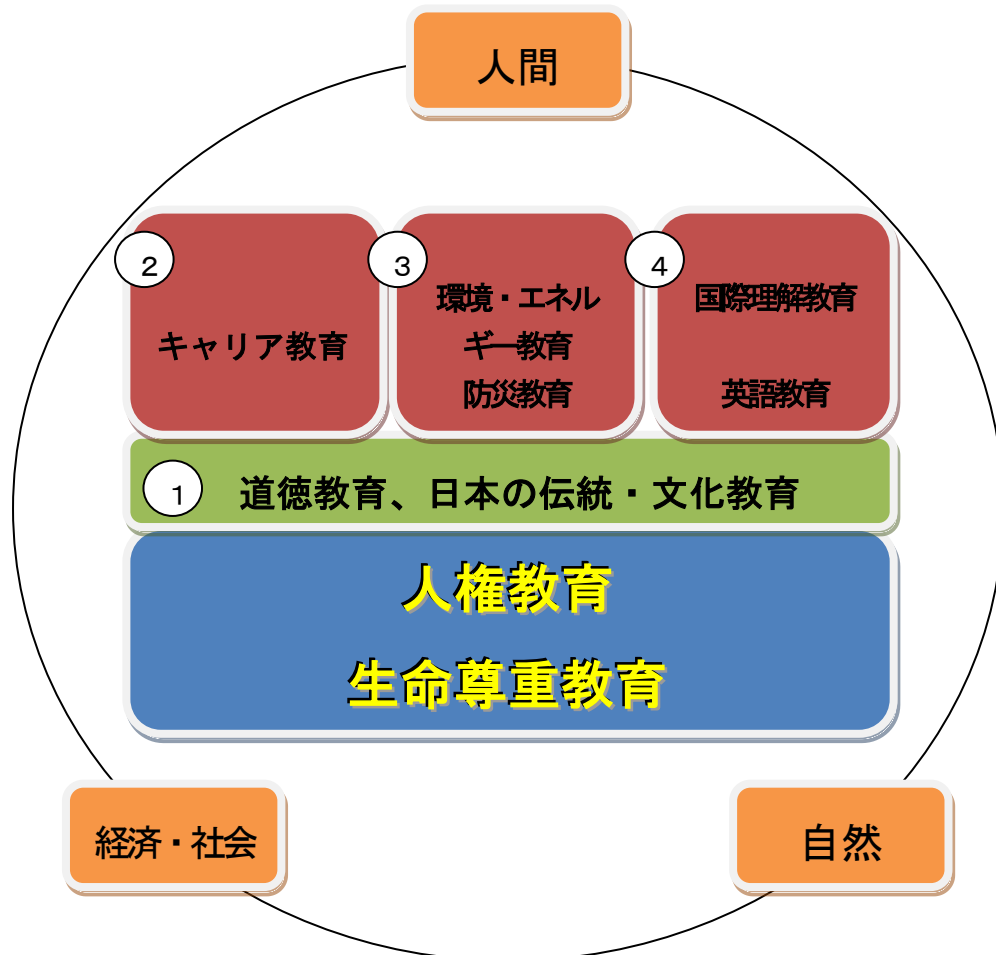 人間
2
キャリア教育
3
環境・エネル
ギー教育
防災教育
4
国際理解教育
英語教育
1
道徳教育、日本の伝統・文化教育
人権教育
生命尊重教育
経済・社会
自然